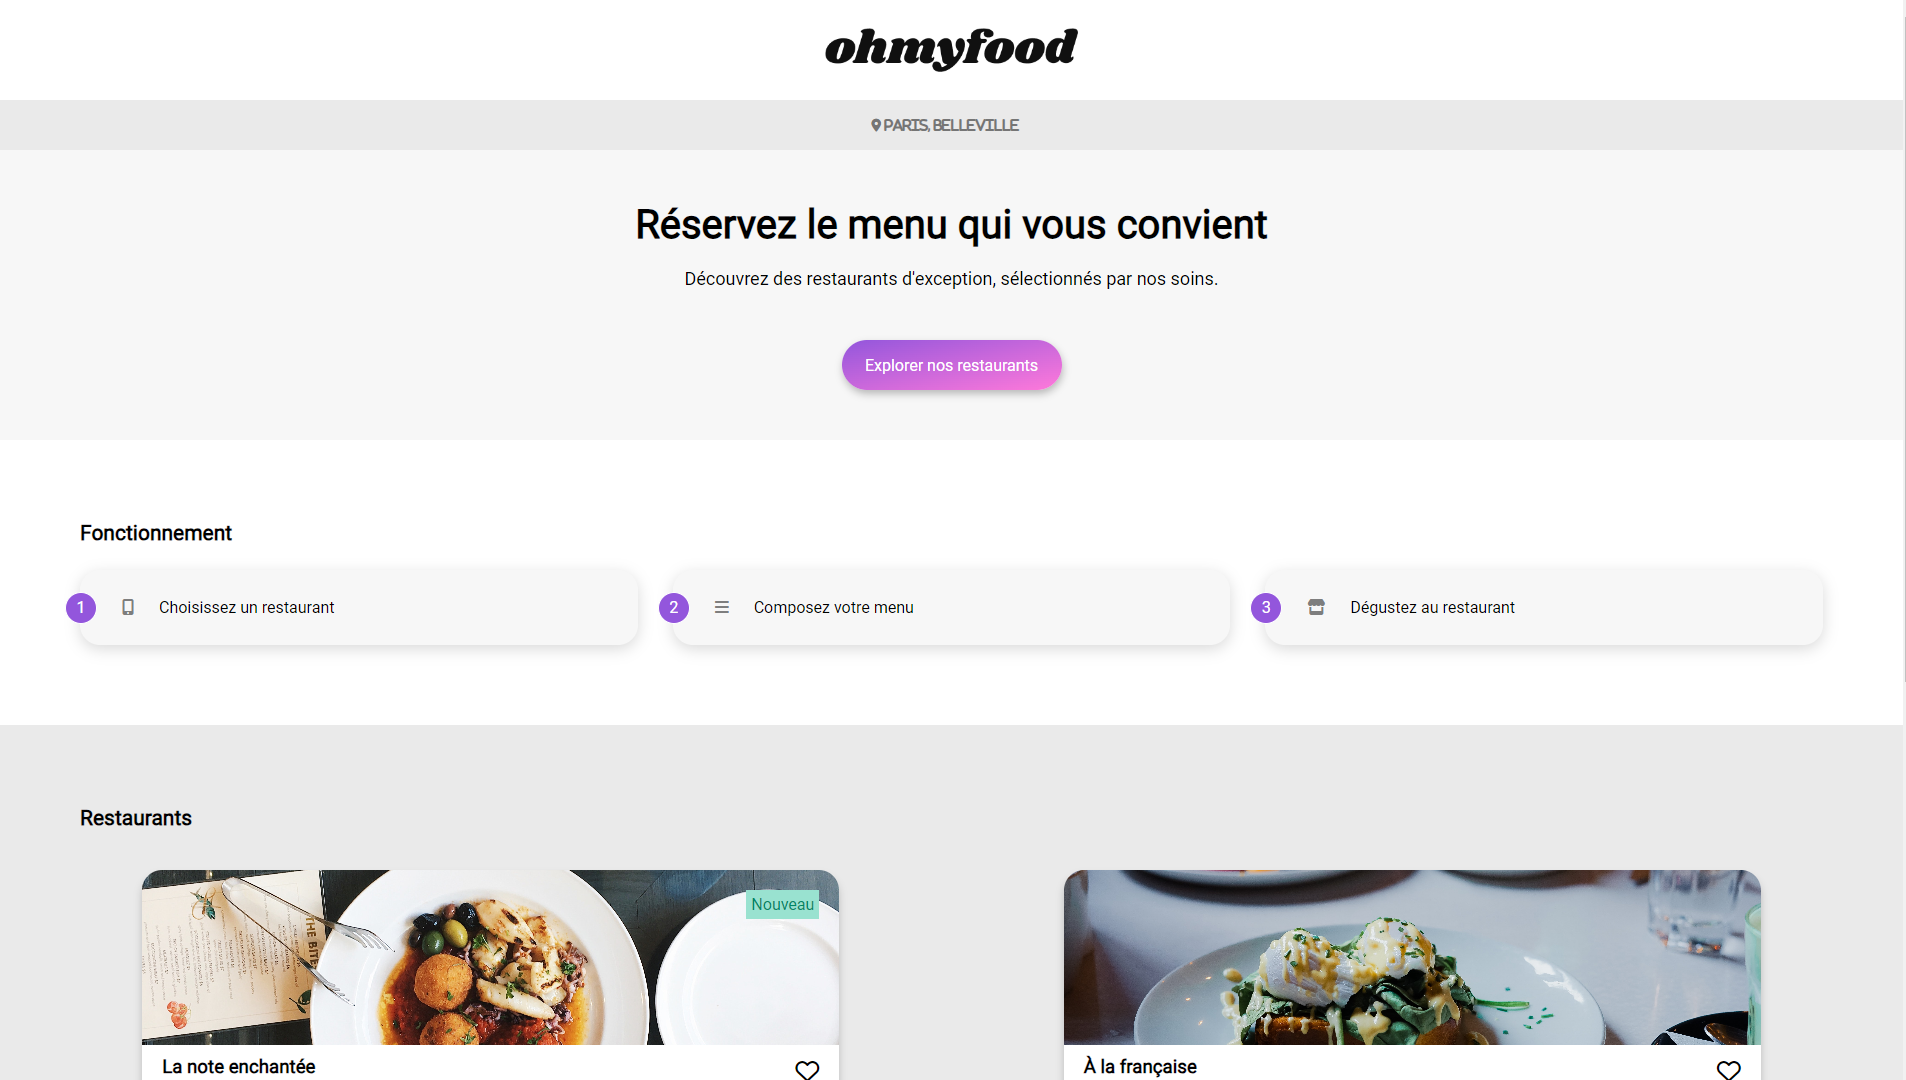 ohmyfood
PARIS, BELLEVILLE
Réservez le menu qui vous convient
Découvrez des restaurants d'exception, sélectionnés par nos soins.
Explorer nos restaurants
Fonctionnement
1 Choisissez un restaurant
2 Composez votre menu
3 Dégustez au restaurant
Restaurants
Nouveau
THE BITE
La note enchantée
À la française